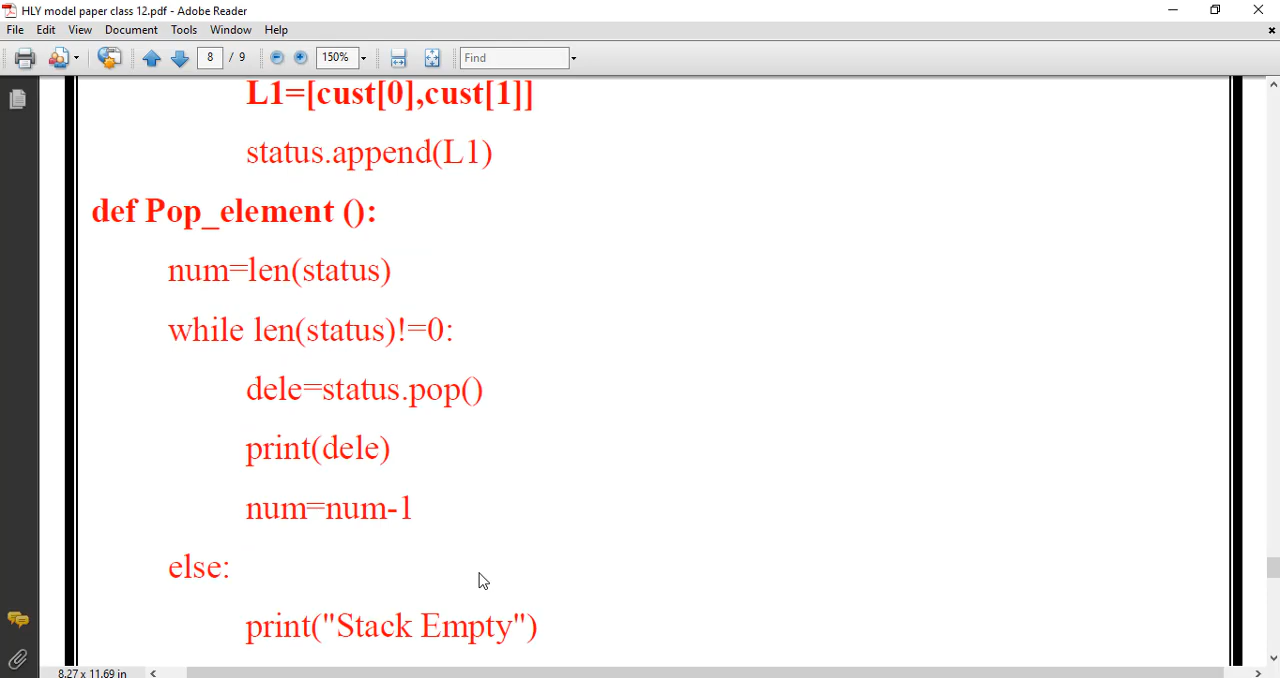 HLY model paper class 12.pdf - Adobe Reader
File Edit View Document Tools Window Help
8 / 9 150% Find
L1=[cust[0],cust[1]]
status.append(L1)
def Pop_element ():
num=len(status)
while len(status)!=0:
dele=status.pop()
print(dele)
num=num-1
else:
print("Stack Empty")
8.27 x 11.69 in